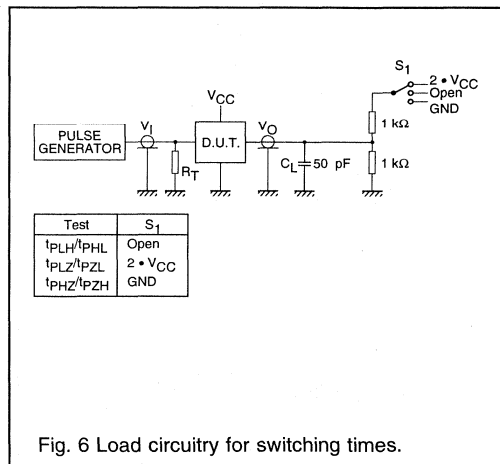 S1
2 • VCC
Open
GND
VCC
PULSE GENERATOR
VI
D.U.T.
VO
RT
CL
50 pF
1 kΩ
1 kΩ
Test S1
tPLH/tPHL Open
tPLZ/tPZL 2 • VCC
tPHZ/tPZH GND
Fig. 6 Load circuitry for switching times.